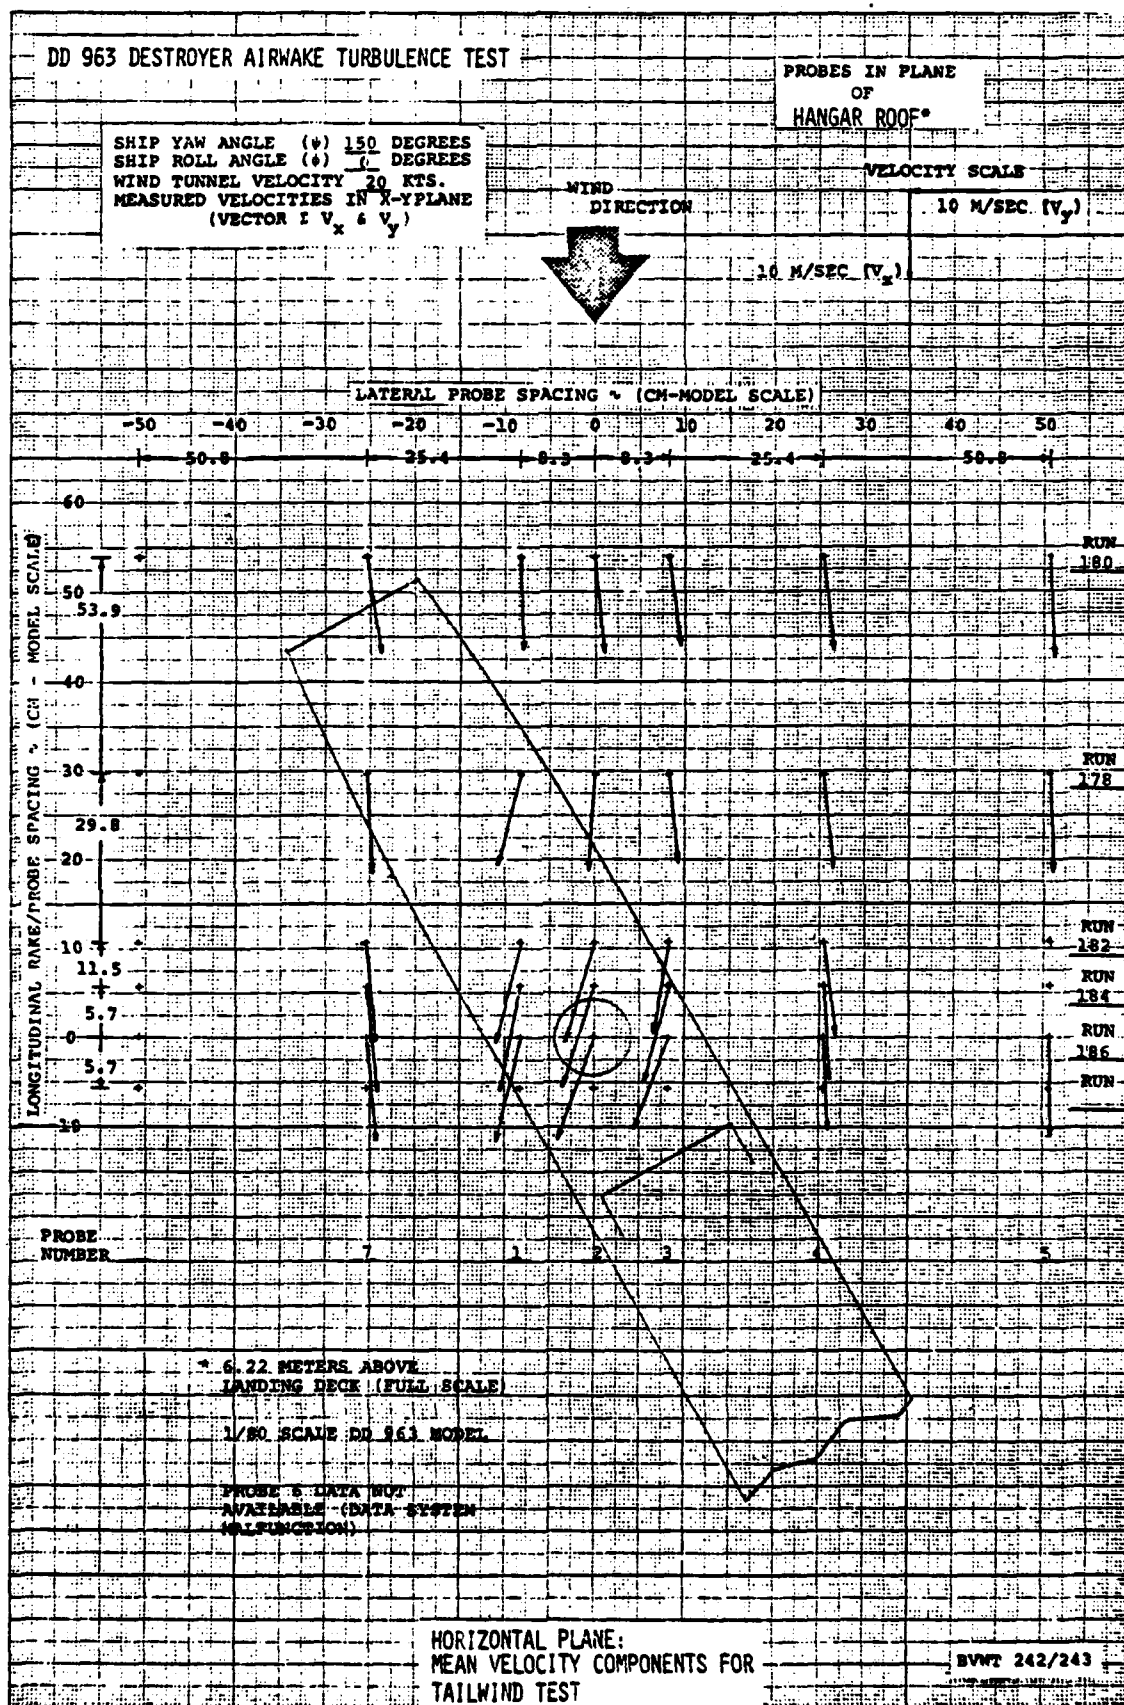 DD 963 DESTROYER AIRWAKE TURBULENCE TEST
PROBES IN PLANE
OF
HANGAR ROOF*
SHIP YAW ANGLE (ψ) 150 DEGREES
SHIP ROLL ANGLE (ϕ) DEGREES
WIND TUNNEL VELOCITY 20 KTS.
MEASURED VELOCITIES IN X-YPLANE
(VECTOR Σ Vx & Vy)
WIND
DIRECTION
VELOCITY SCALE
10 M/SEC (Vy)
10 M/SEC (Vx)
LATERAL PROBE SPACING ~ (CM-MODEL SCALE)
-50 -40 -30 -20 -10 0 10 20 30 40 50
50.8 25.4 8.3 8.3 25.4 50.8
LONGITUDINAL RAKE/PROBE SPACING ~ (CM - MODEL SCALE)
60
RUN
180
50
53.9
40
30
RUN
178
29.8
20
10
RUN
182
11.5
RUN
184
5.7
0
RUN
186
5.7
RUN
-10
PROBE
NUMBER
7 1 2 3 4 5
* 6.22 METERS ABOVE
LANDING DECK (FULL SCALE)
1/80 SCALE DD 963 MODEL
PROBE 6 DATA NOT
AVAILABLE (DATA SYSTEM
MALFUNCTION)
HORIZONTAL PLANE:
MEAN VELOCITY COMPONENTS FOR
TAILWIND TEST
BVWT 242/243